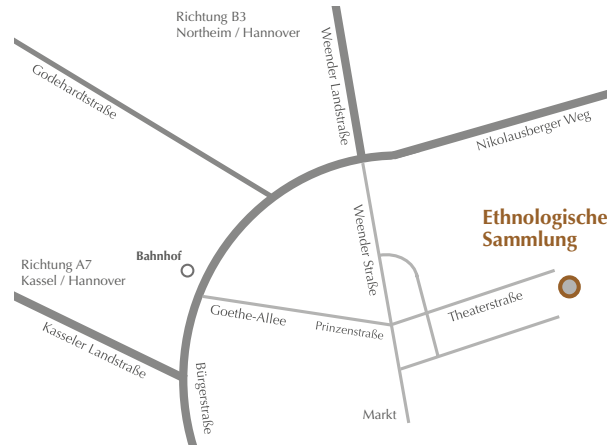 Richtung B3
Northeim / Hannover
Weender Landstraße
Godehardtstraße
Nikolausberger Weg
Weender Straße
Ethnologische
Sammlung
Bahnhof
Richtung A7
Kassel / Hannover
Goethe-Allee
Prinzenstraße
Theaterstraße
Kasseler Landstraße
Bürgerstraße
Markt